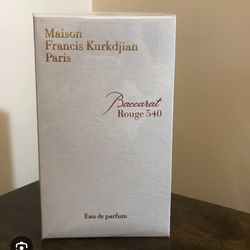 Maison
Francis Kurkdjian
Paris
Baccarat
Rouge 540
Eau de parfum